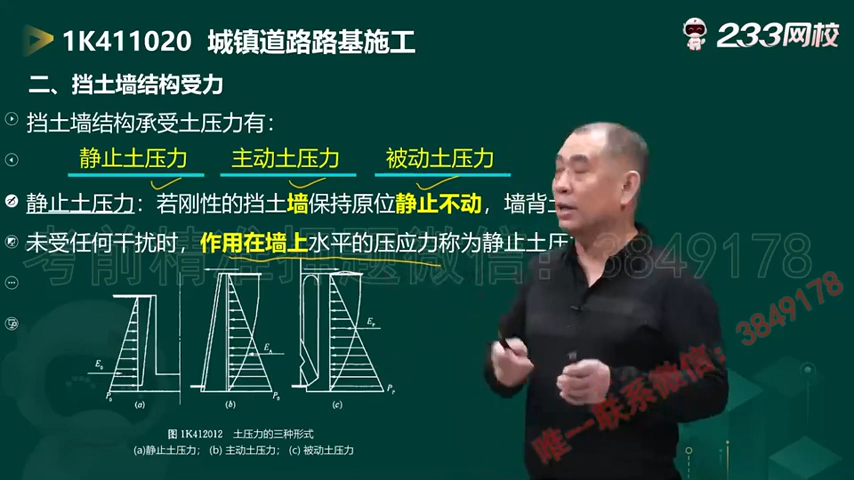 1K411020 城镇道路路基施工
233网校
二、挡土墙结构受力
挡土墙结构承受土压力有：
静止土压力 主动土压力 被动土压力
静止土压力：若刚性的挡土墙保持原位静止不动，墙背
未受任何干扰时，作用在墙上水平的压应力称为静止土压
考前精准押题微信：3849178
唯一联系微信：3849178
E₀ P₀ (a)
Eₐ Pₐ (b)
Eₚ Pₚ (c)
图 1K412012 土压力的三种形式
(a)静止土压力； (b) 主动土压力； (c) 被动土压力